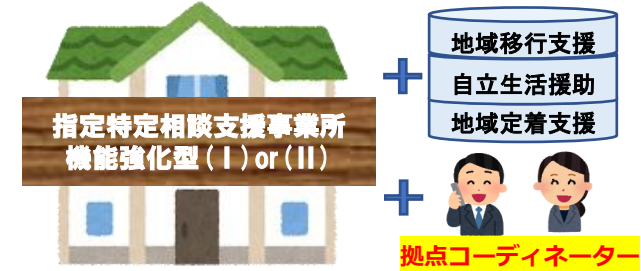 指定特定相談支援事業所
機能強化型(Ⅰ)or(Ⅱ)
地域移行支援
自立生活援助
地域定着支援
拠点コーディネーター